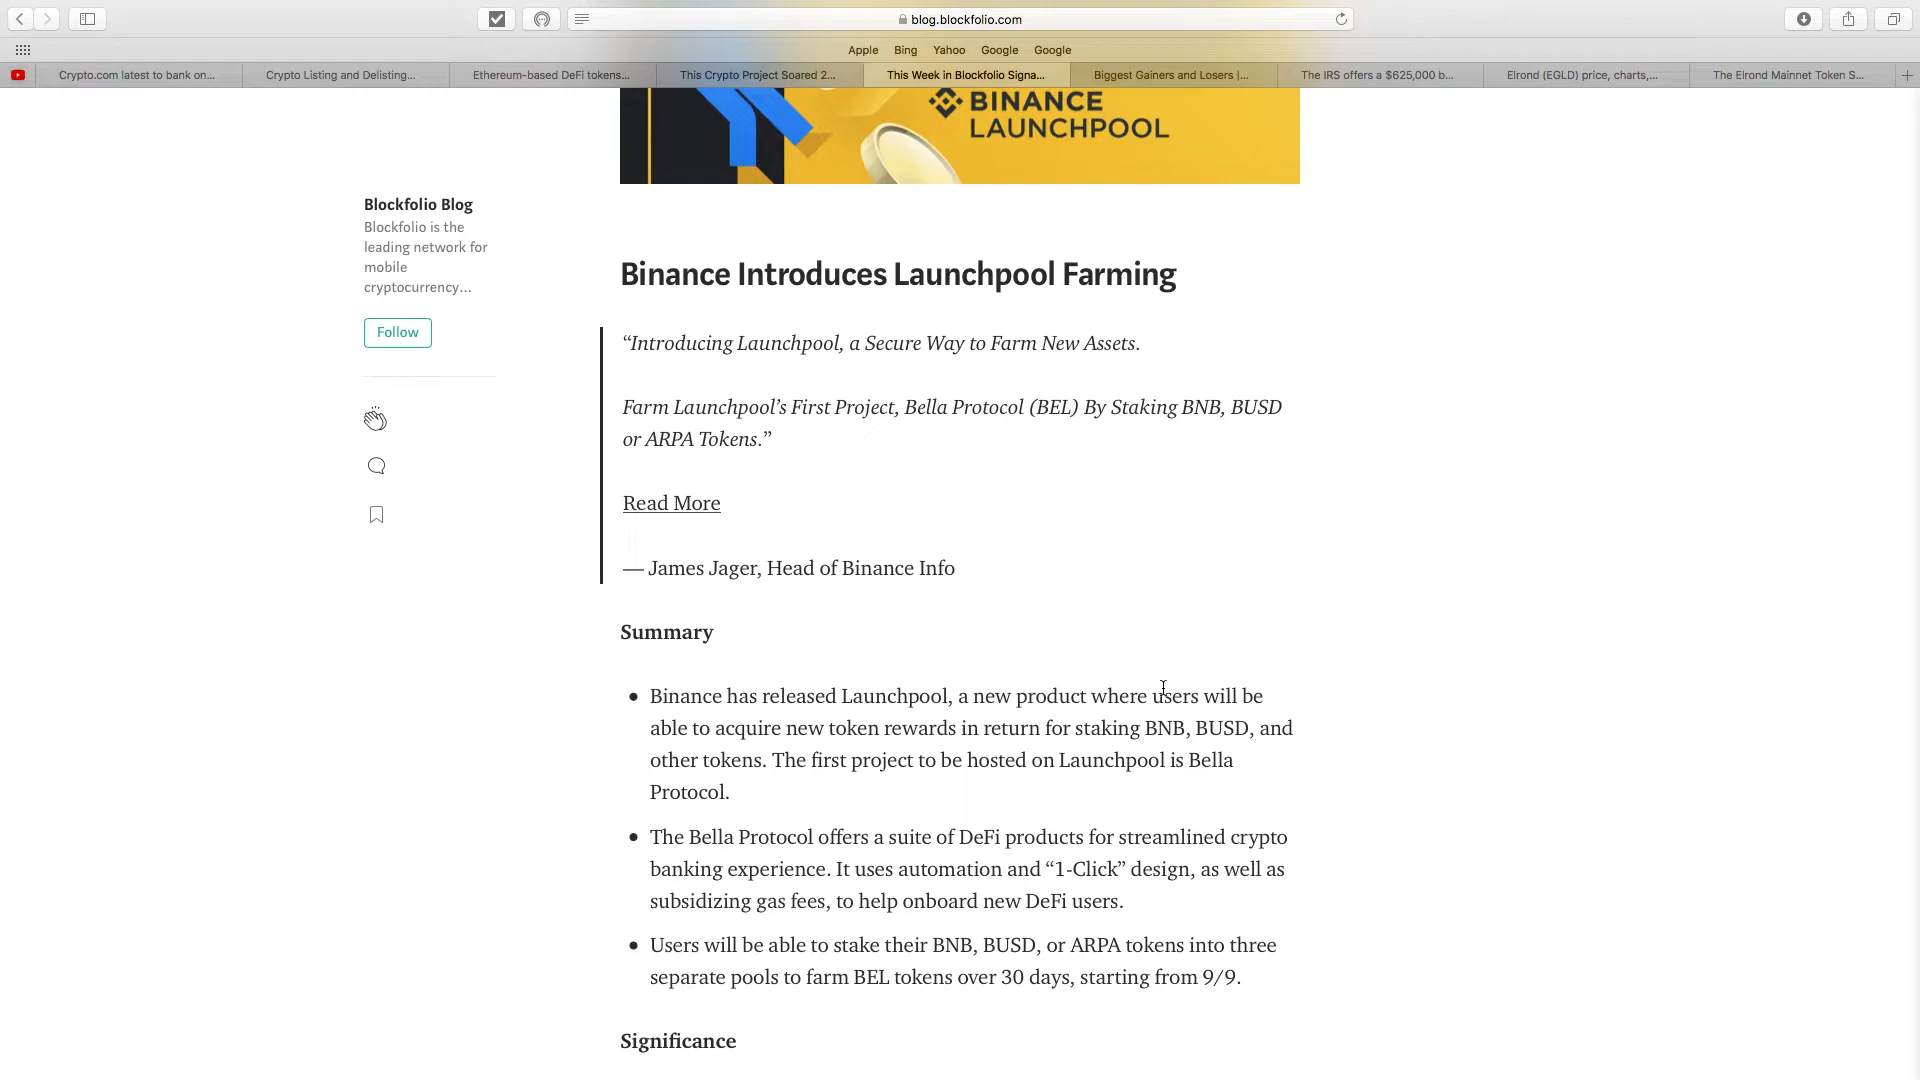 blog.blockfolio.com
Apple Bing Yahoo Google Google
Crypto.com latest to bank on... Crypto Listing and Delisting... Ethereum-based DeFi tokens... This Crypto Project Soared 2... This Week in Blockfolio Signa... Biggest Gainers and Losers |... The IRS offers a $625,000 b... Elrond (EGLD) price, charts,... The Elrond Mainnet Token S...
BINANCE
LAUNCHPOOL
Blockfolio Blog
Blockfolio is the
leading network for
mobile
cryptocurrency...
Follow
Binance Introduces Launchpool Farming
“Introducing Launchpool, a Secure Way to Farm New Assets.
Farm Launchpool’s First Project, Bella Protocol (BEL) By Staking BNB, BUSD
or ARPA Tokens.”
Read More
— James Jager, Head of Binance Info
Summary
• Binance has released Launchpool, a new product where users will be
able to acquire new token rewards in return for staking BNB, BUSD, and
other tokens. The first project to be hosted on Launchpool is Bella
Protocol.
• The Bella Protocol offers a suite of DeFi products for streamlined crypto
banking experience. It uses automation and “1-Click” design, as well as
subsidizing gas fees, to help onboard new DeFi users.
• Users will be able to stake their BNB, BUSD, or ARPA tokens into three
separate pools to farm BEL tokens over 30 days, starting from 9/9.
Significance